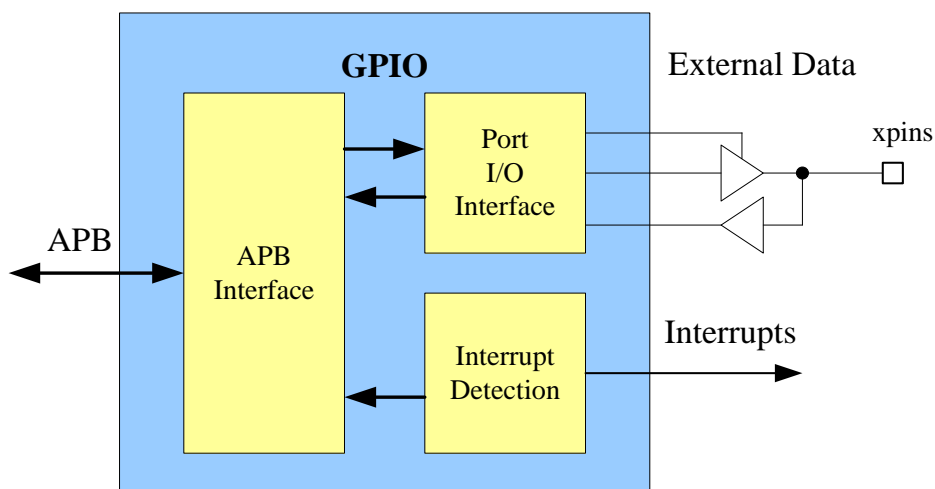 GPIO
External Data
Port
I/O
Interface
xpins
APB
APB
Interface
Interrupt
Detection
Interrupts